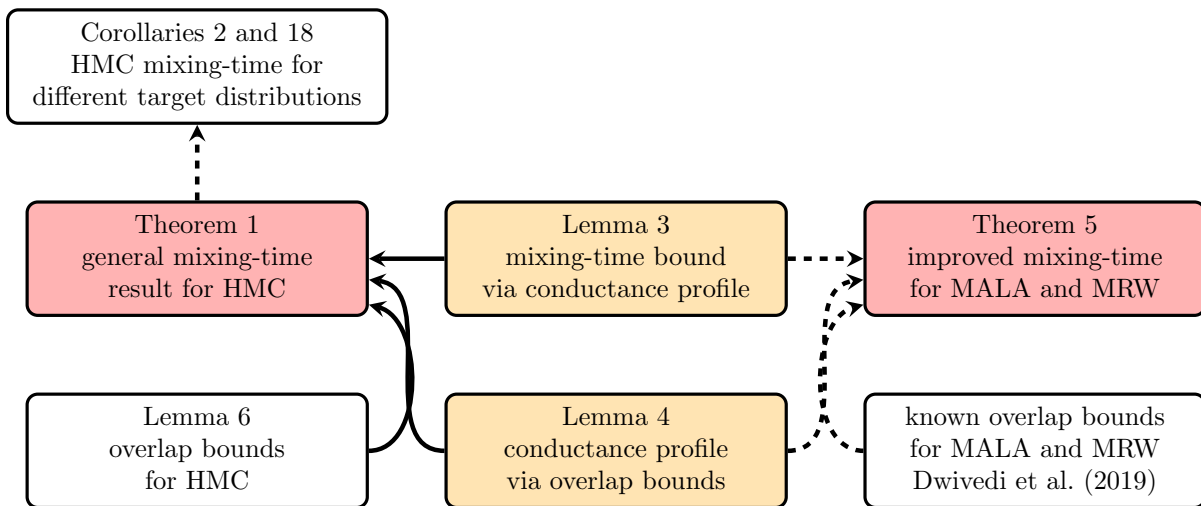 Corollaries 2 and 18
HMC mixing-time for
different target distributions
Theorem 1
general mixing-time
result for HMC
Lemma 3
mixing-time bound
via conductance profile
Theorem 5
improved mixing-time
for MALA and MRW
Lemma 6
overlap bounds
for HMC
Lemma 4
conductance profile
via overlap bounds
known overlap bounds
for MALA and MRW
Dwivedi et al. (2019)